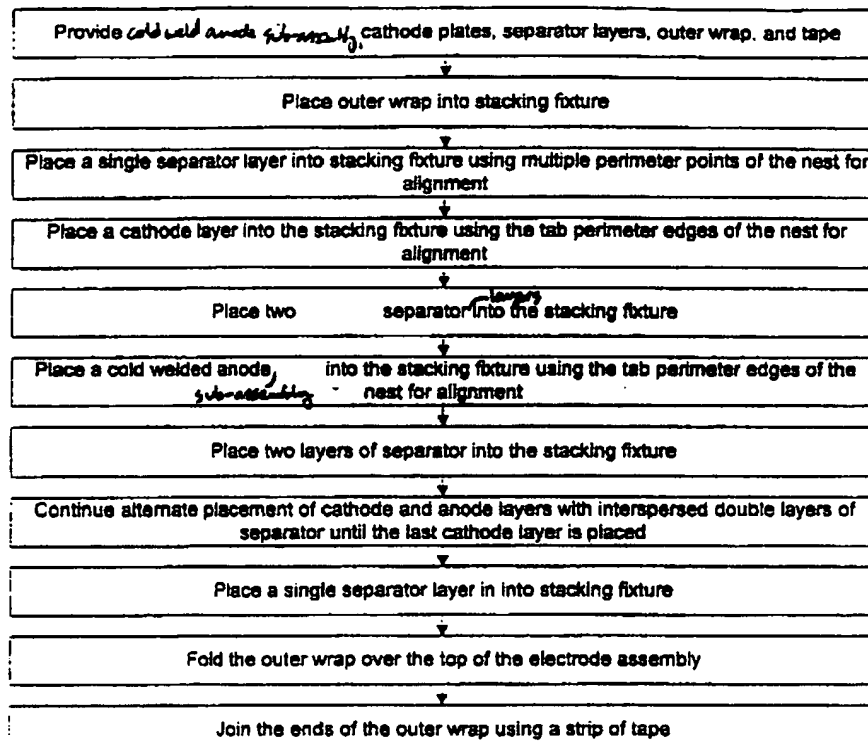 Provide cold weld anode sub-assembly, cathode plates, separator layers, outer wrap, and tape
Place outer wrap into stacking fixture
Place a single separator layer into stacking fixture using multiple perimeter points of the nest for
alignment
Place a cathode layer into the stacking fixture using the tab perimeter edges of the nest for
alignment
Place two separator layers into the stacking fixture
Place a cold welded anode sub-assembly into the stacking fixture using the tab perimeter edges of the
nest for alignment
Place two layers of separator into the stacking fixture
Continue alternate placement of cathode and anode layers with interspersed double layers of
separator until the last cathode layer is placed
Place a single separator layer in into stacking fixture
Fold the outer wrap over the top of the electrode assembly
Join the ends of the outer wrap using a strip of tape